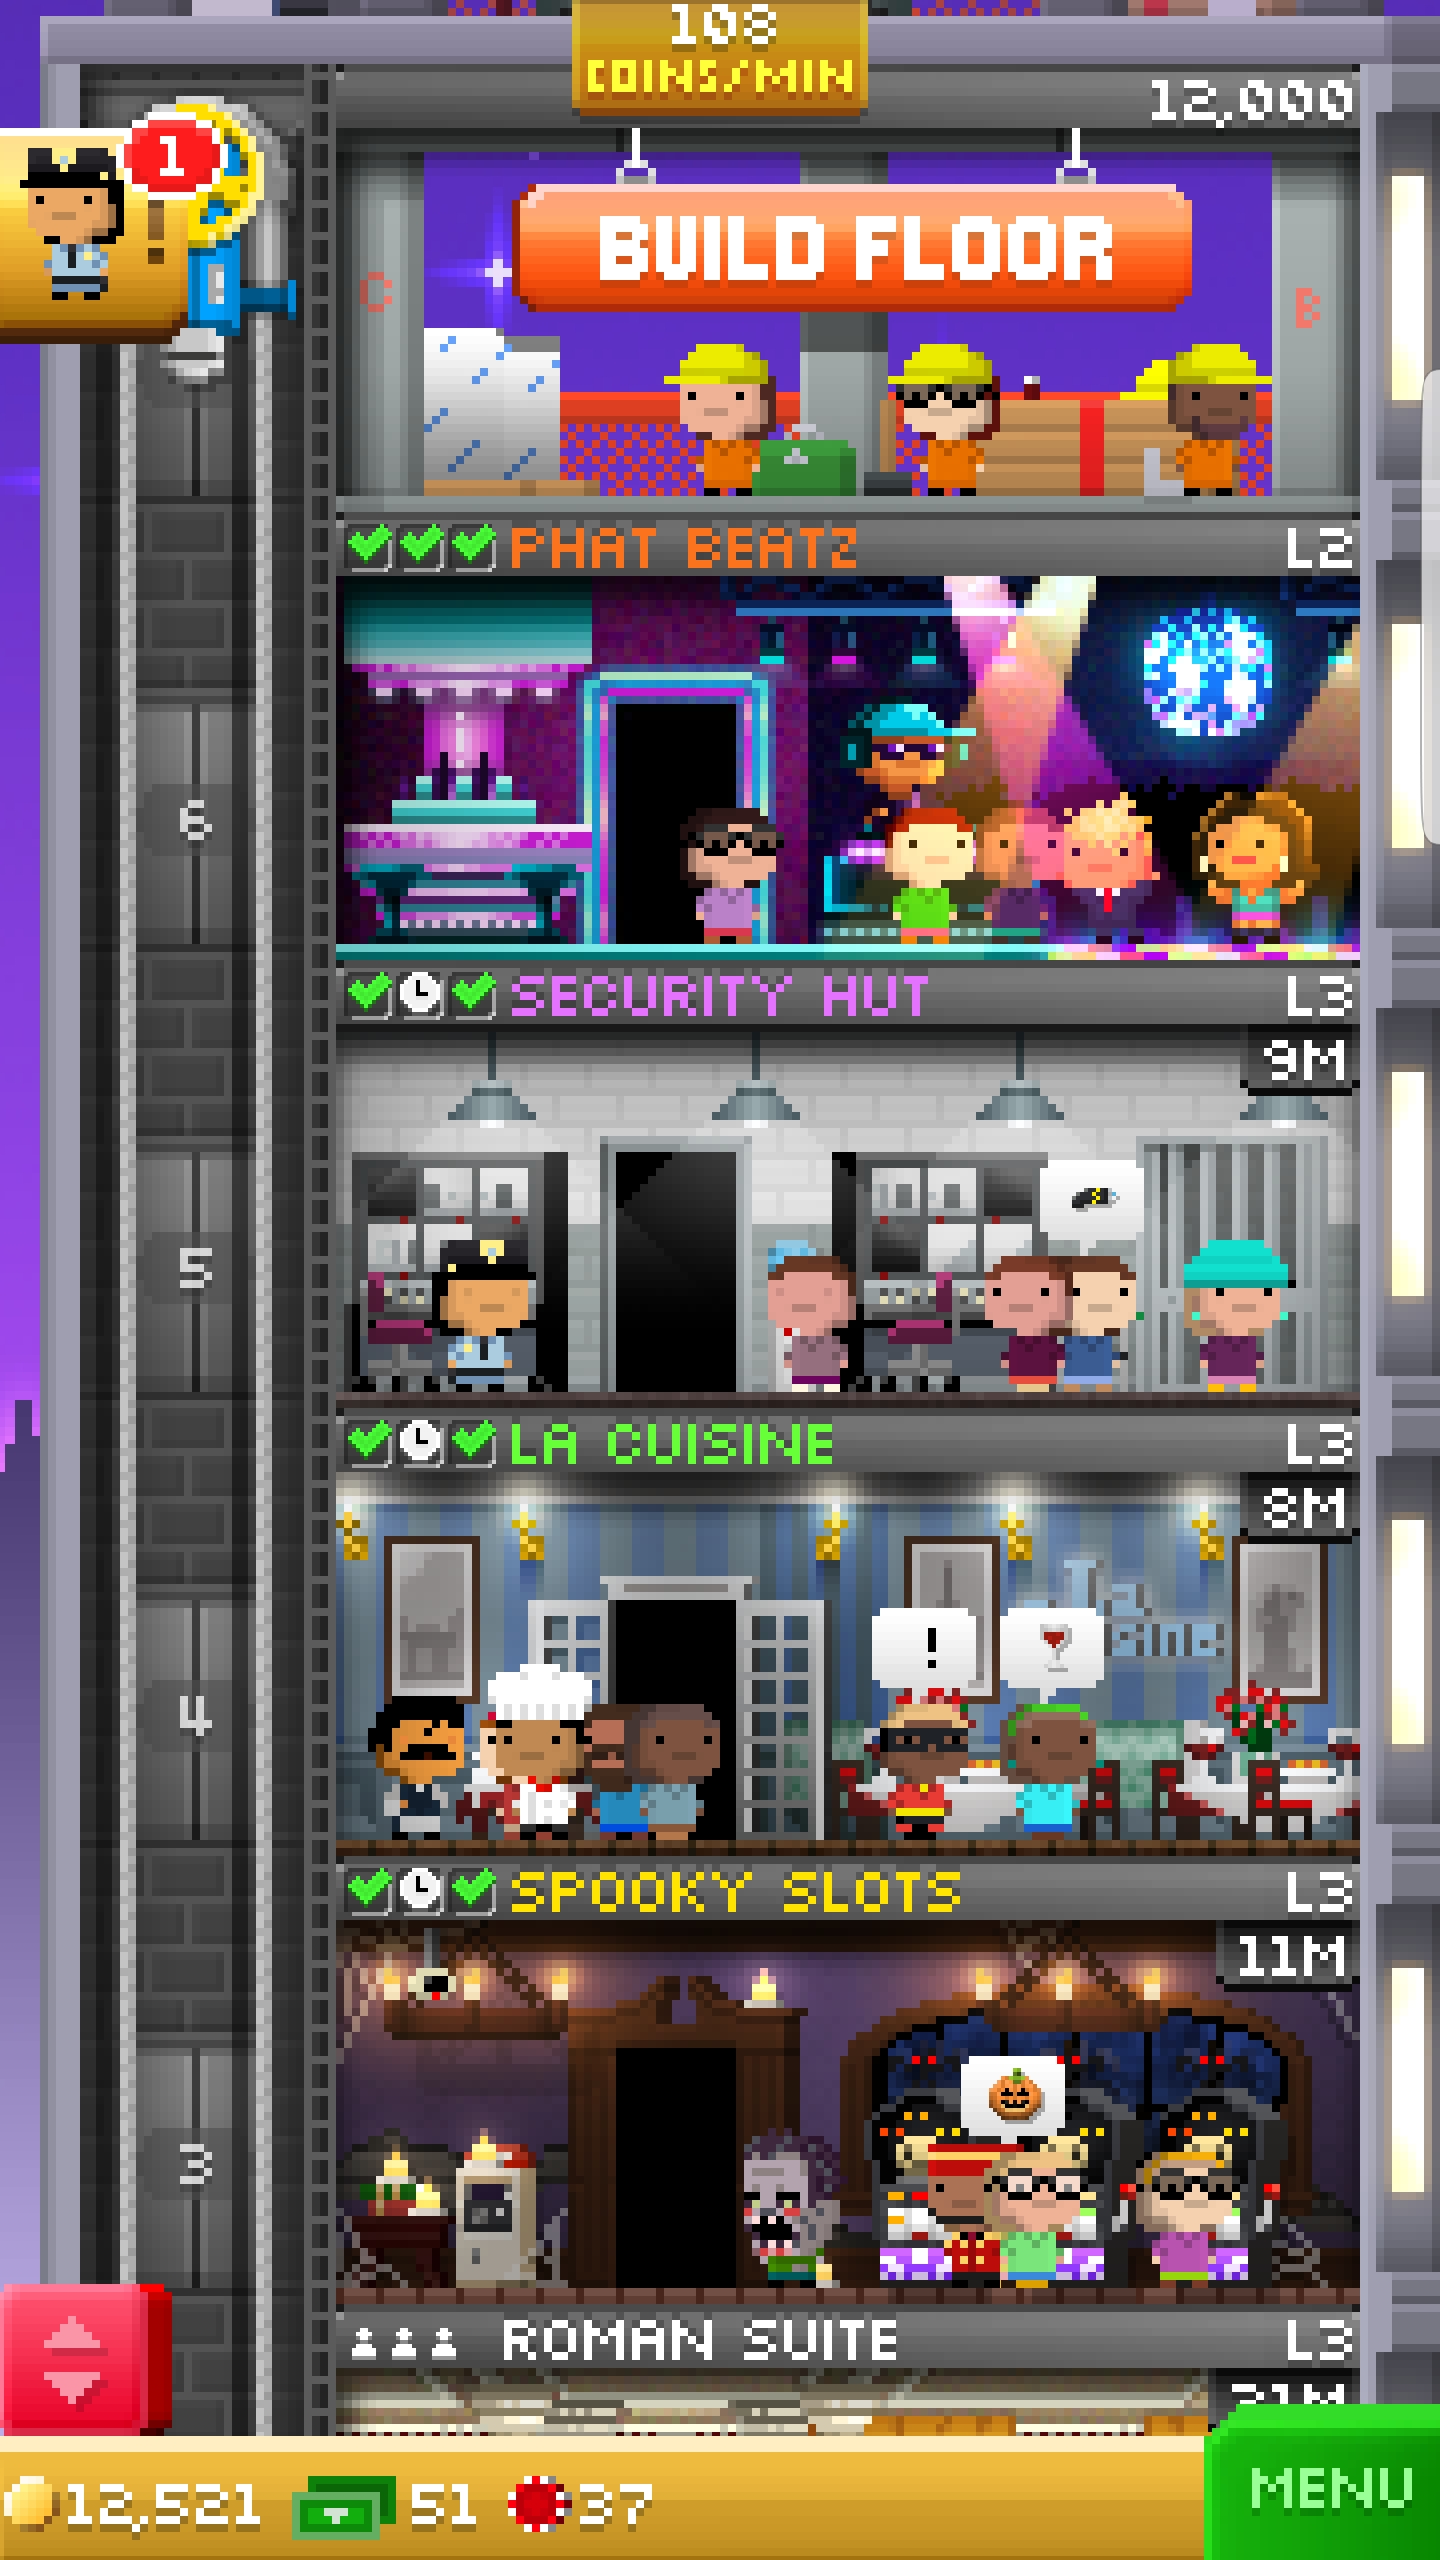 108
COINS/MIN
12,000
1
!
BUILD FLOOR
C
B
PHAT BEATZ L2
6
SECURITY HUT L3
9M
5
LA CUISINE L3
8M
!
4
SPOOKY SLOTS L3
11M
3
ROMAN SUITE L3
12,521 51 37
MENU